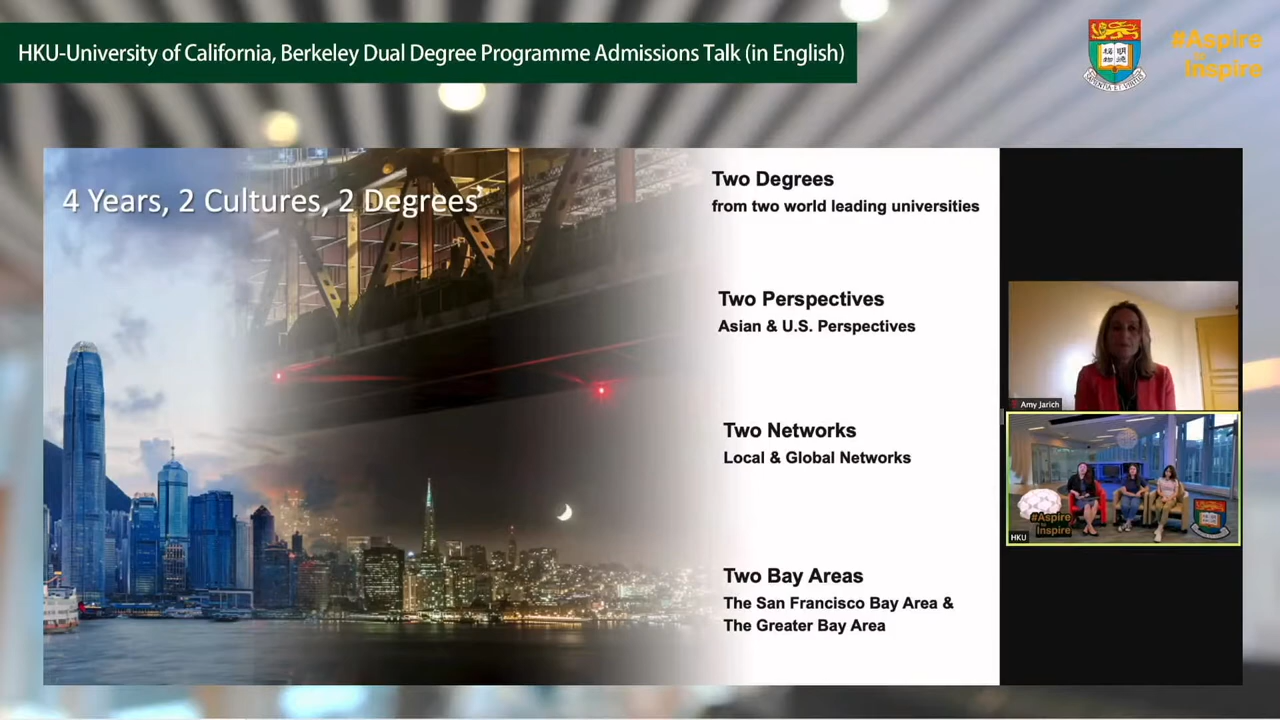 HKU-University of California, Berkeley Dual Degree Programme Admissions Talk (in English)
#Aspire
to
Inspire
4 Years, 2 Cultures, 2 Degrees
Two Degrees
from two world leading universities
Two Perspectives
Asian & U.S. Perspectives
Two Networks
Local & Global Networks
Two Bay Areas
The San Francisco Bay Area &
The Greater Bay Area
Amy Jarich
#Aspire
Inspire
HKU